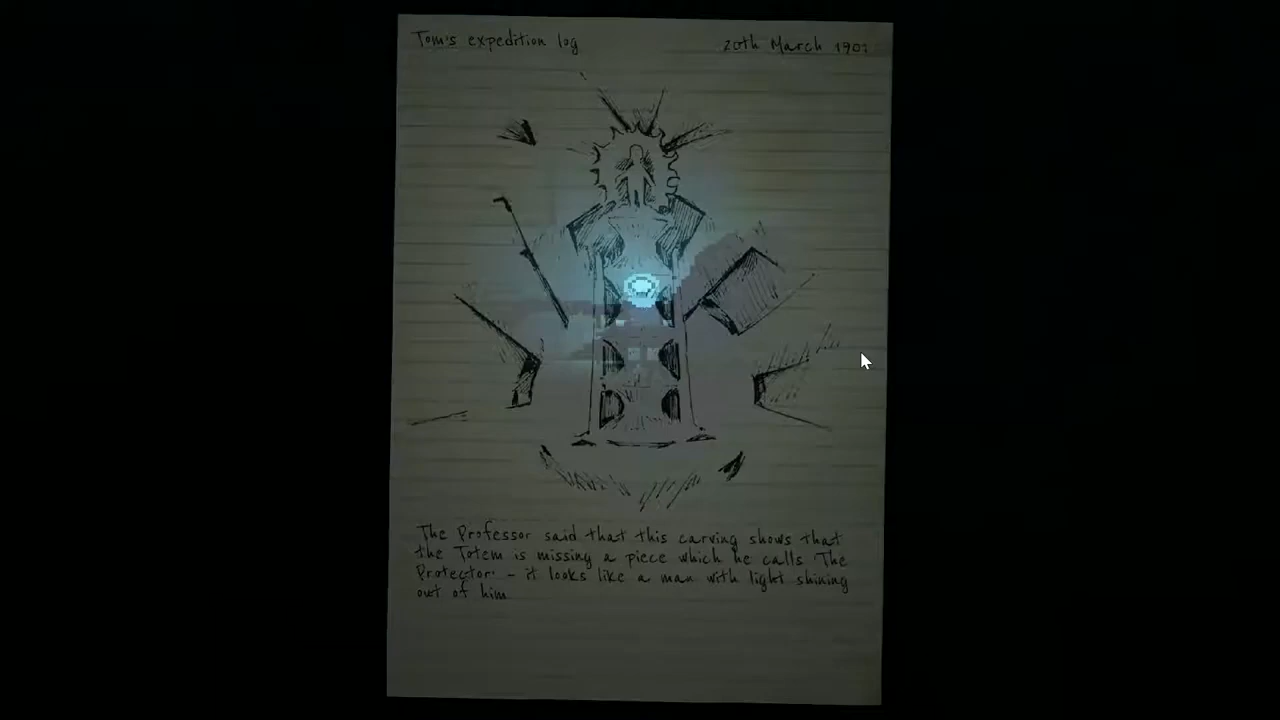 Tom's expedition log
20th March 1901
The Professor said that this carving shows that
the Totem is missing a piece which he calls 'The
Protector' - it looks like a man with light shining
out of him